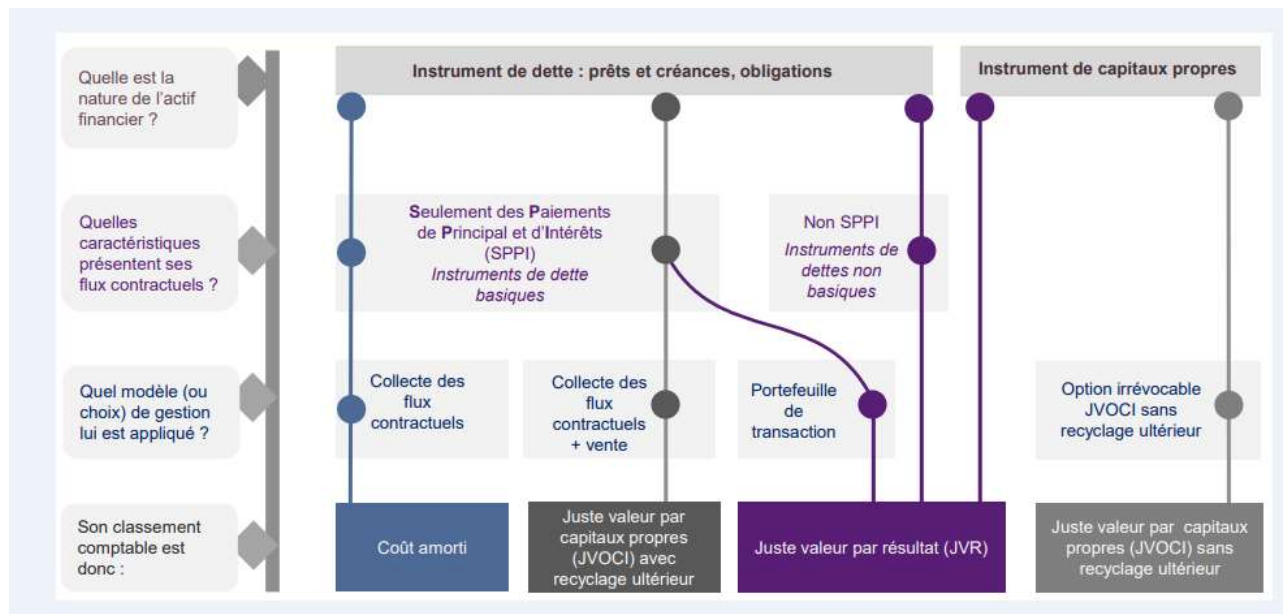 Quelle est la
nature de l'actif
financier ?
Instrument de dette : prêts et créances, obligations
Instrument de capitaux propres
Quelles
caractéristiques
présentent ses
flux contractuels ?
Seulement des Paiements
de Principal et d'Intérêts
(SPPI)
Instruments de dette
basiques
Non SPPI
Instruments de
dettes non
basiques
Quel modèle (ou
choix) de gestion
lui est appliqué ?
Collecte des
flux
contractuels
Collecte des
flux
contractuels
+ vente
Portefeuille
de
transaction
Option irrévocable
JVOCI sans
recyclage ultérieur
Son classement
comptable est
donc :
Coût amorti
Juste valeur par
capitaux propres
(JVOCI) avec
recyclage ultérieur
Juste valeur par résultat (JVR)
Juste valeur par capitaux
propres (JVOCI) sans
recyclage ultérieur